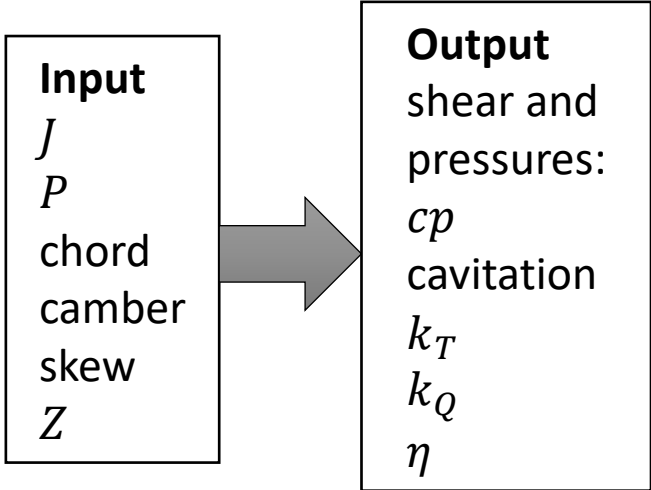 Input
J
P
chord
camber
skew
Z
Output
shear and
pressures:
cp
cavitation
k_T
k_Q
η